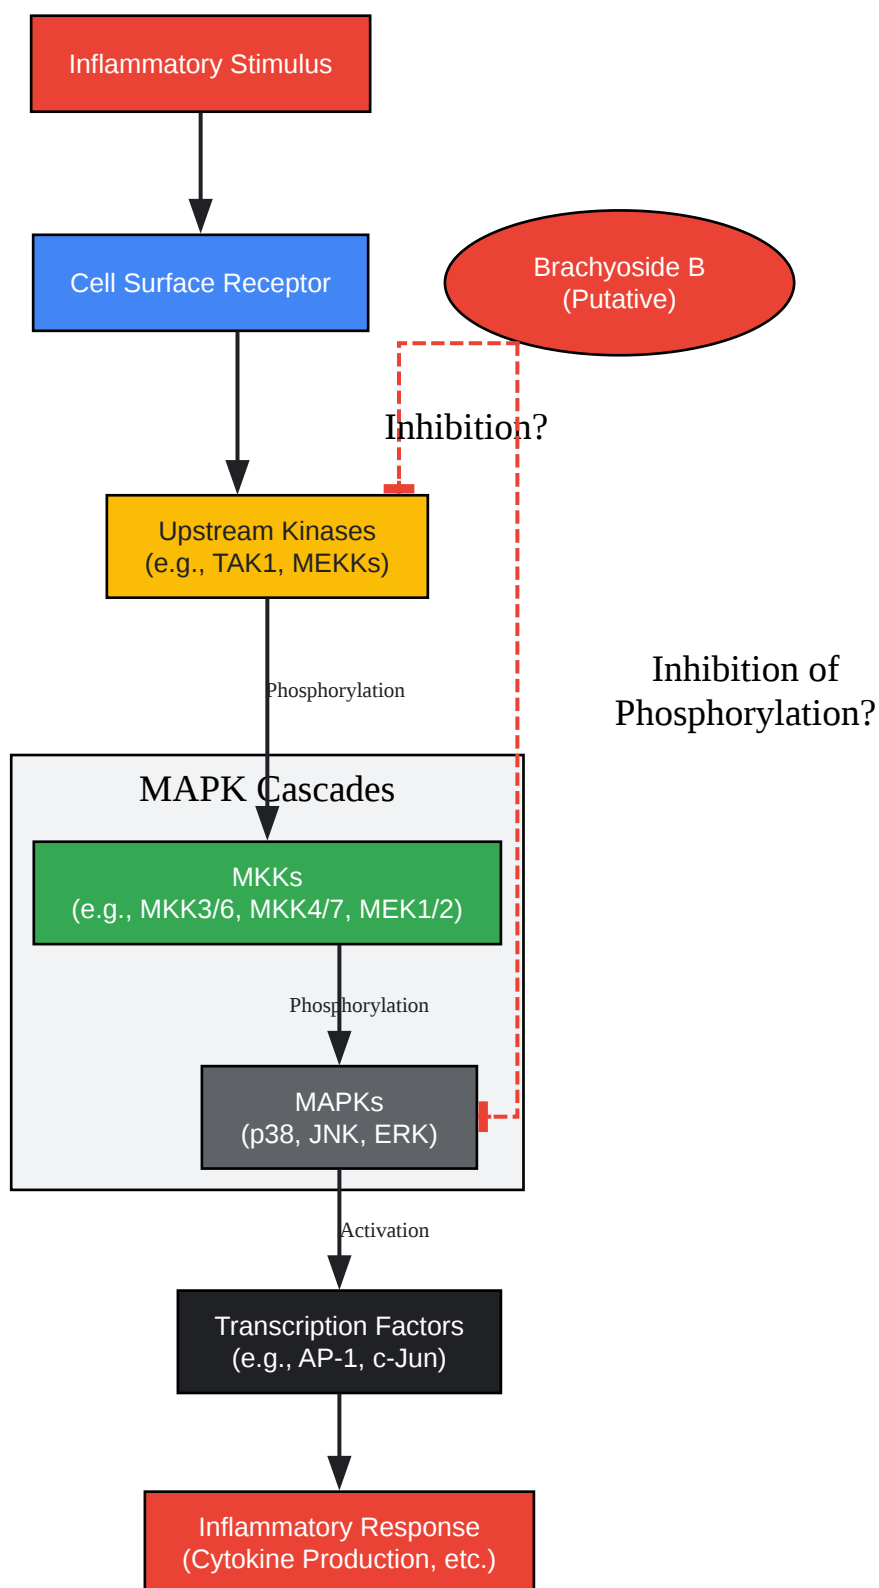 Inflammatory Stimulus
Cell Surface Receptor
Brachyoside B
(Putative)
Inhibition?
Upstream Kinases
(e.g., TAK1, MEKKs)
Inhibition of
Phosphorylation?
Phosphorylation
MAPK Cascades
MKKs
(e.g., MKK3/6, MKK4/7, MEK1/2)
Phosphorylation
MAPKs
(p38, JNK, ERK)
Activation
Transcription Factors
(e.g., AP-1, c-Jun)
Inflammatory Response
(Cytokine Production, etc.)